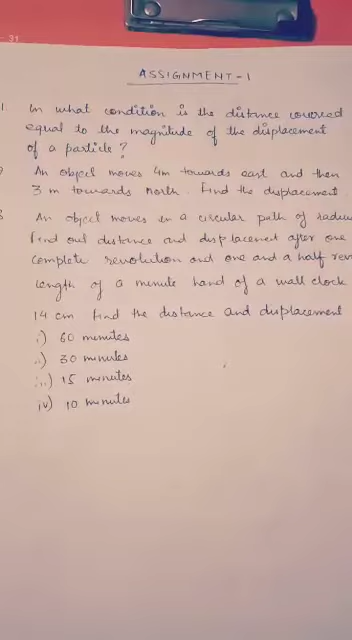 ASSIGNMENT-1
1 In what condition is the distance covered
equal to the magnitude of the displacement
of a particle?
An object moves 4m towards east and then
3 m towards north. Find the displacement.
An object moves in a circular path of radius
Find out distance and displacement after one
complete revolution and one and a half rev
length of a minute hand of a wall clock
14 cm find the distance and displacement
i) 60 minutes
ii) 30 minutes
iii) 15 minutes
iv) 10 minutes